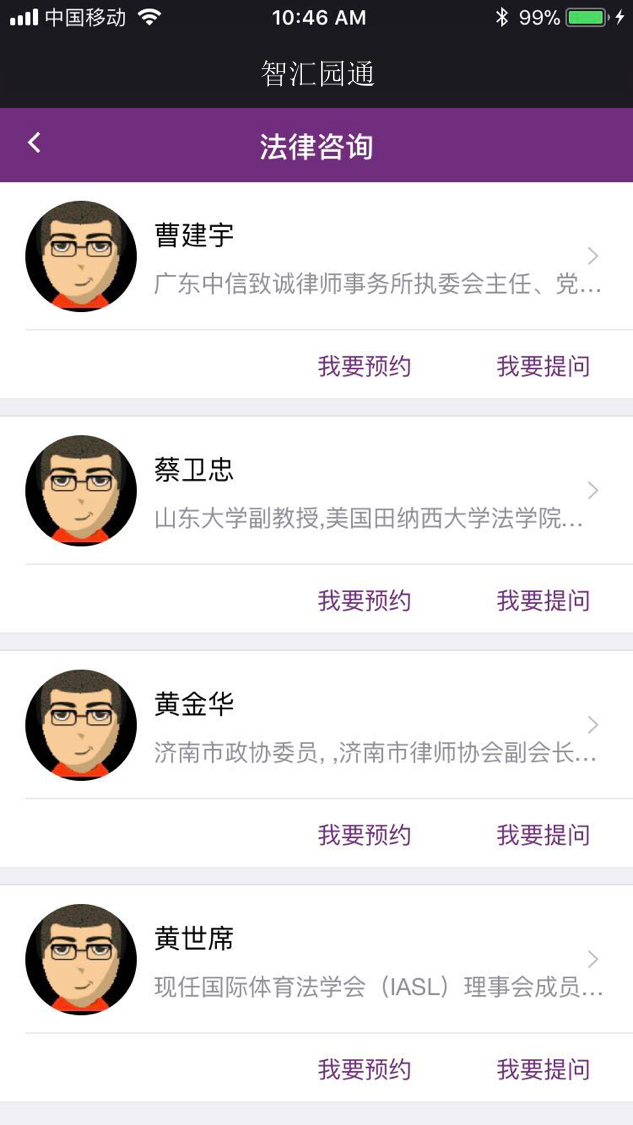 中国移动 10:46 AM 99%
智汇园通
法律咨询
曹建宇
广东中信致诚律师事务所执委会主任、党...
我要预约 我要提问
蔡卫忠
山东大学副教授,美国田纳西大学法学院...
我要预约 我要提问
黄金华
济南市政协委员, ,济南市律师协会副会长...
我要预约 我要提问
黄世席
现任国际体育法学会（IASL）理事会成员...
我要预约 我要提问